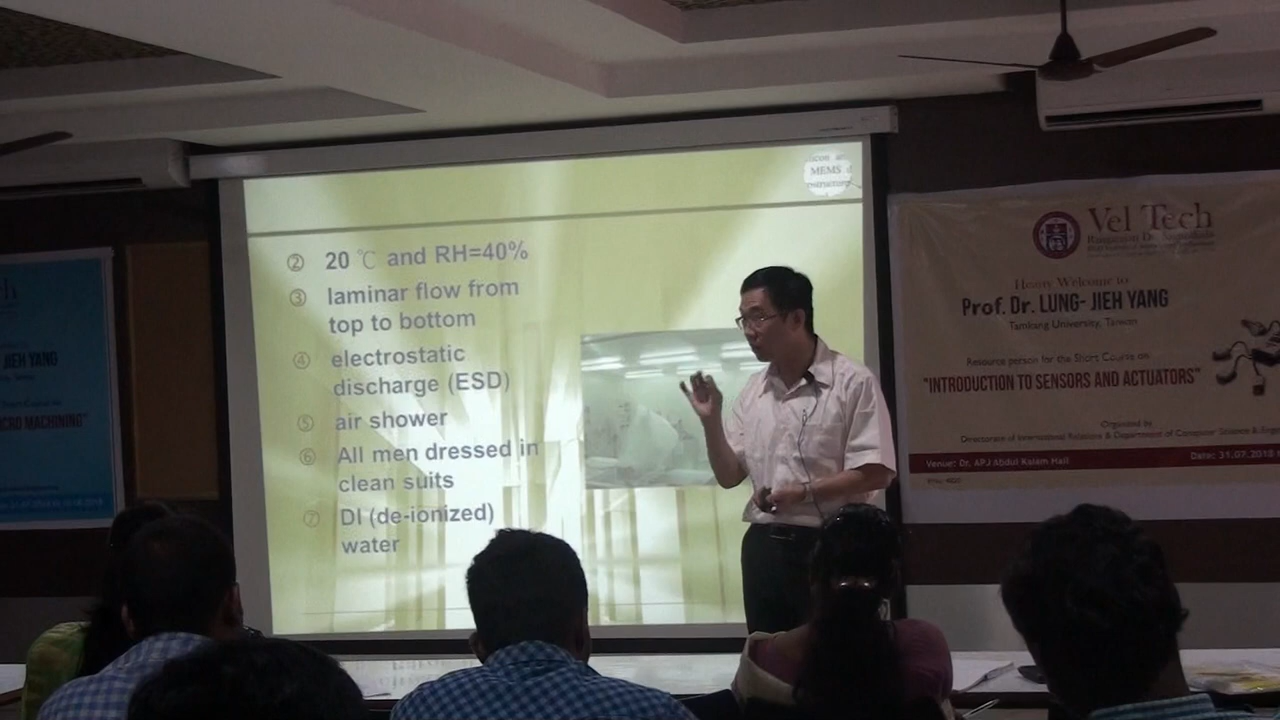 MEMS
② 20 ℃ and RH=40%
③ laminar flow from
top to bottom
④ electrostatic
discharge (ESD)
⑤ air shower
⑥ All men dressed in
clean suits
⑦ DI (de-ionized)
water
Vel Tech
Hearty Welcome to
Prof. Dr. LUNG- JIEH YANG
Tamkang University, Taiwan
Resource person for the Short Course on
"INTRODUCTION TO SENSORS AND ACTUATORS"
Organized by
Directorate of International Relations & Department of Computer Science &
Venue: Dr. APJ Abdul Kalam Hall
Date: 31.07.2018
JIEH YANG
MACHINING"